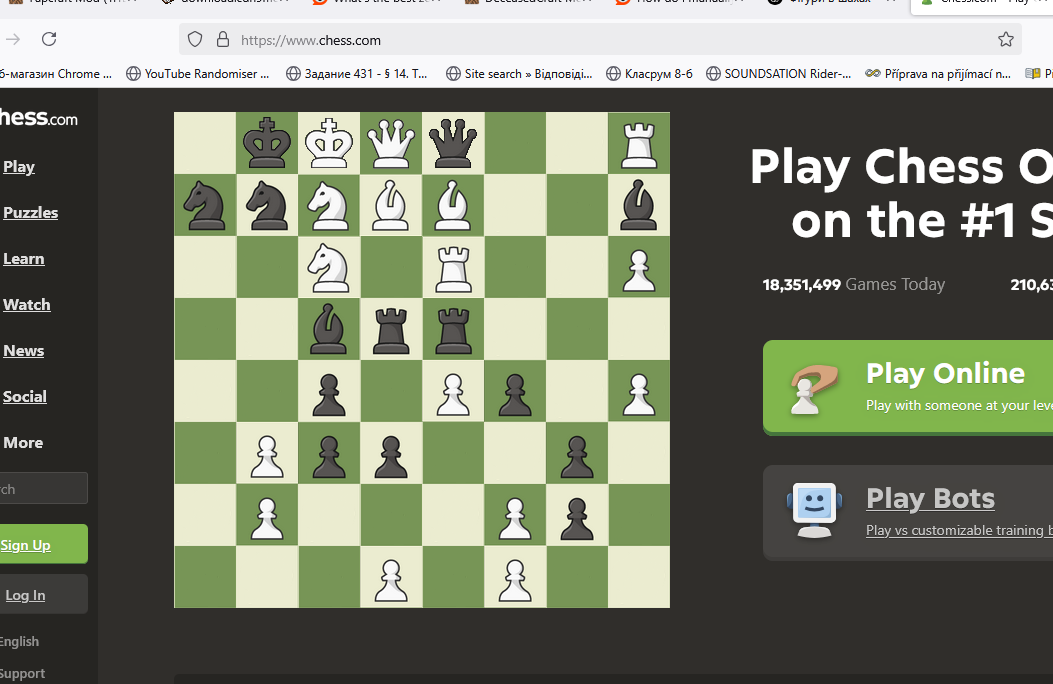 https://www.chess.com
б-магазин Chrome ... YouTube Randomiser ... Задание 431 - § 14. Т... Site search » Відповіді... Класрум 8-6 SOUNDSATION Rider-... Příprava na přijímací n...
hess.com
Play
Puzzles
Learn
Watch
News
Social
More
rch
Sign Up
Log In
English
Support
Play Chess O
on the #1 S
18,351,499 Games Today 210,63
Play Online
Play with someone at your leve
Play Bots
Play vs customizable training b